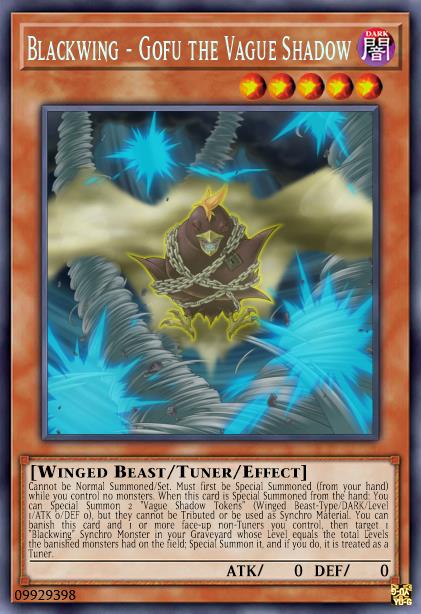 Blackwing - Gofu the Vague Shadow
DARK
闇
[Winged Beast/Tuner/Effect]
Cannot be Normal Summoned/Set. Must first be Special Summoned (from your hand)
while you control no monsters. When this card is Special Summoned from the hand: You
can Special Summon 2 "Vague Shadow Tokens" (Winged Beast-Type/DARK/Level
1/ATK 0/DEF 0), but they cannot be Tributed or be used as Synchro Material. You can
banish this card and 1 or more face-up non-Tuners you control, then target 1
"Blackwing" Synchro Monster in your Graveyard whose Level equals the total Levels
the banished monsters had on the field; Special Summon it, and if you do, it is treated as a
Tuner.
ATK/ 0 DEF/ 0
09929398